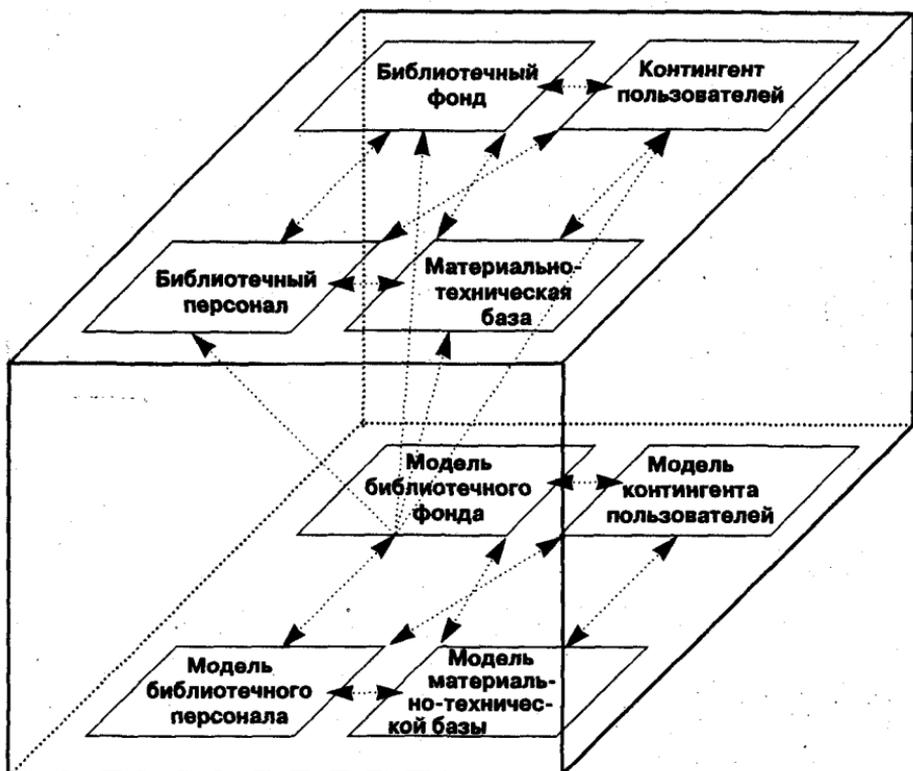 Библиотечный
фонд
Контингент
пользователей
Библиотечный
персонал
Материально-
техническая
база
Модель
библиотечного
фонда
Модель
контингента
пользователей
Модель
библиотечного
персонала
Модель
материаль-
но-техничес-
кой базы